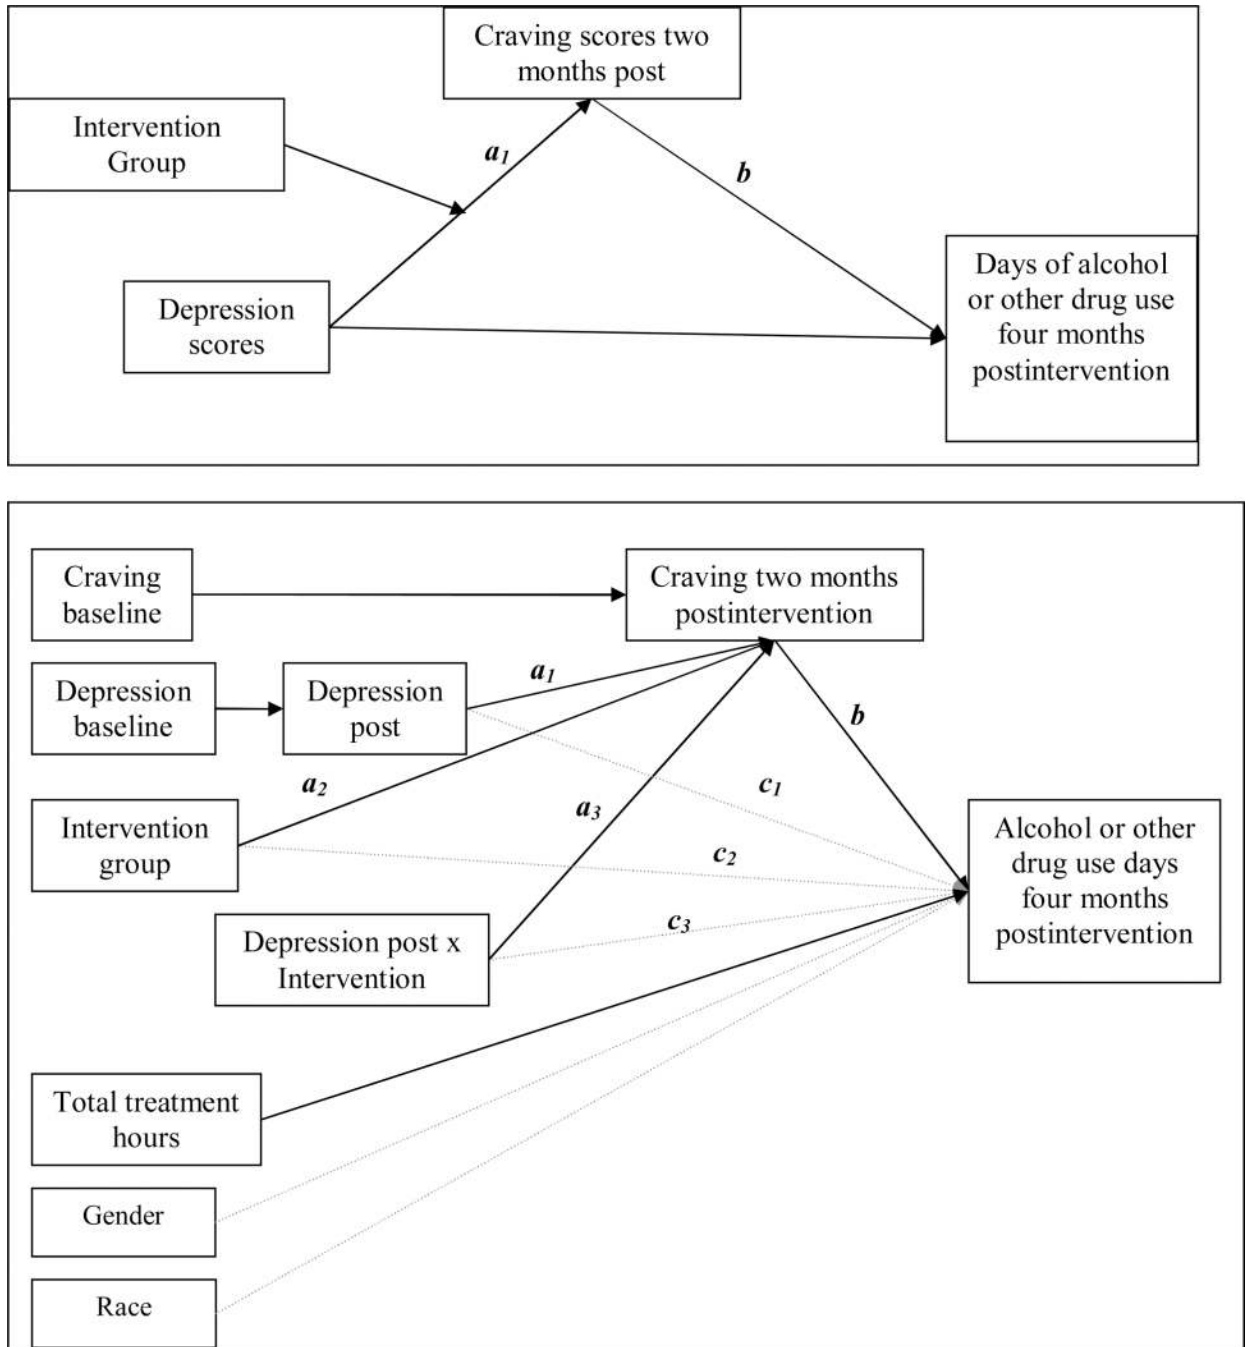 Craving scores two
months post
Intervention
Group
a1
b
Depression
scores
Days of alcohol
or other drug use
four months
postintervention
Craving
baseline
Craving two months
postintervention
Depression
baseline
Depression
post
a1
b
a2
a3
c1
Intervention
group
c2
Alcohol or other
drug use days
four months
postintervention
Depression post x
Intervention
c3
Total treatment
hours
Gender
Race